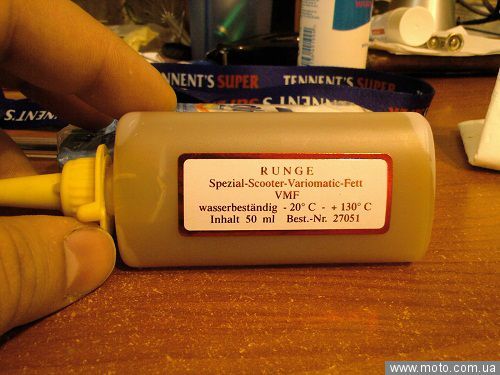 TENNENT'S SUPER TENNENT'S SUPER
TENNENT'S
RUNGE
Spezial-Scooter-Variomatic-Fett
VMF
wasserbeständig - 20° C - + 130° C
Inhalt 50 ml Best.-Nr. 27051
www.moto.com.ua